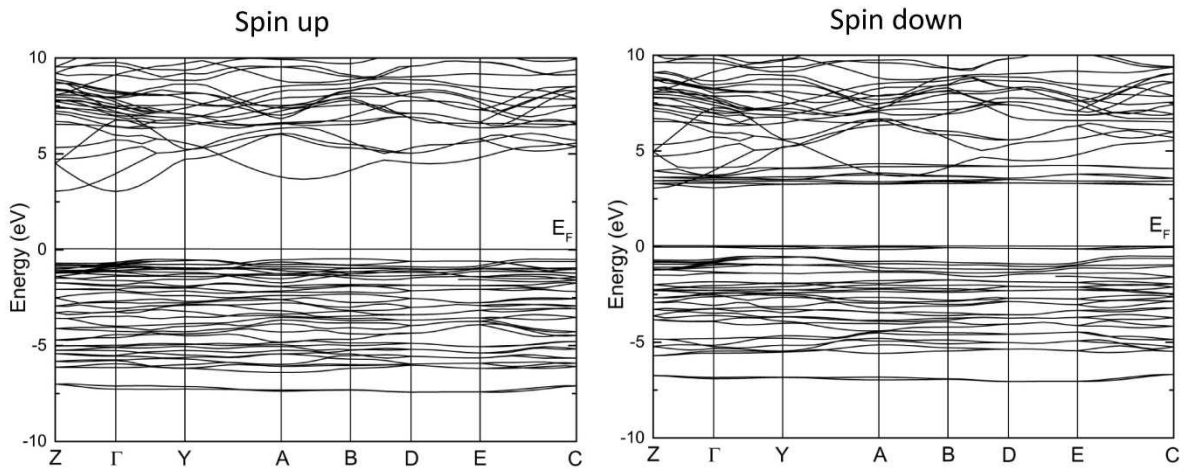 Spin up
Energy (eV)
10
5
0
-5
-10
E_F
Z Γ Y A B D E C
Spin down
Energy (eV)
10
5
0
-5
-10
E_F
Z Γ Y A B D E C